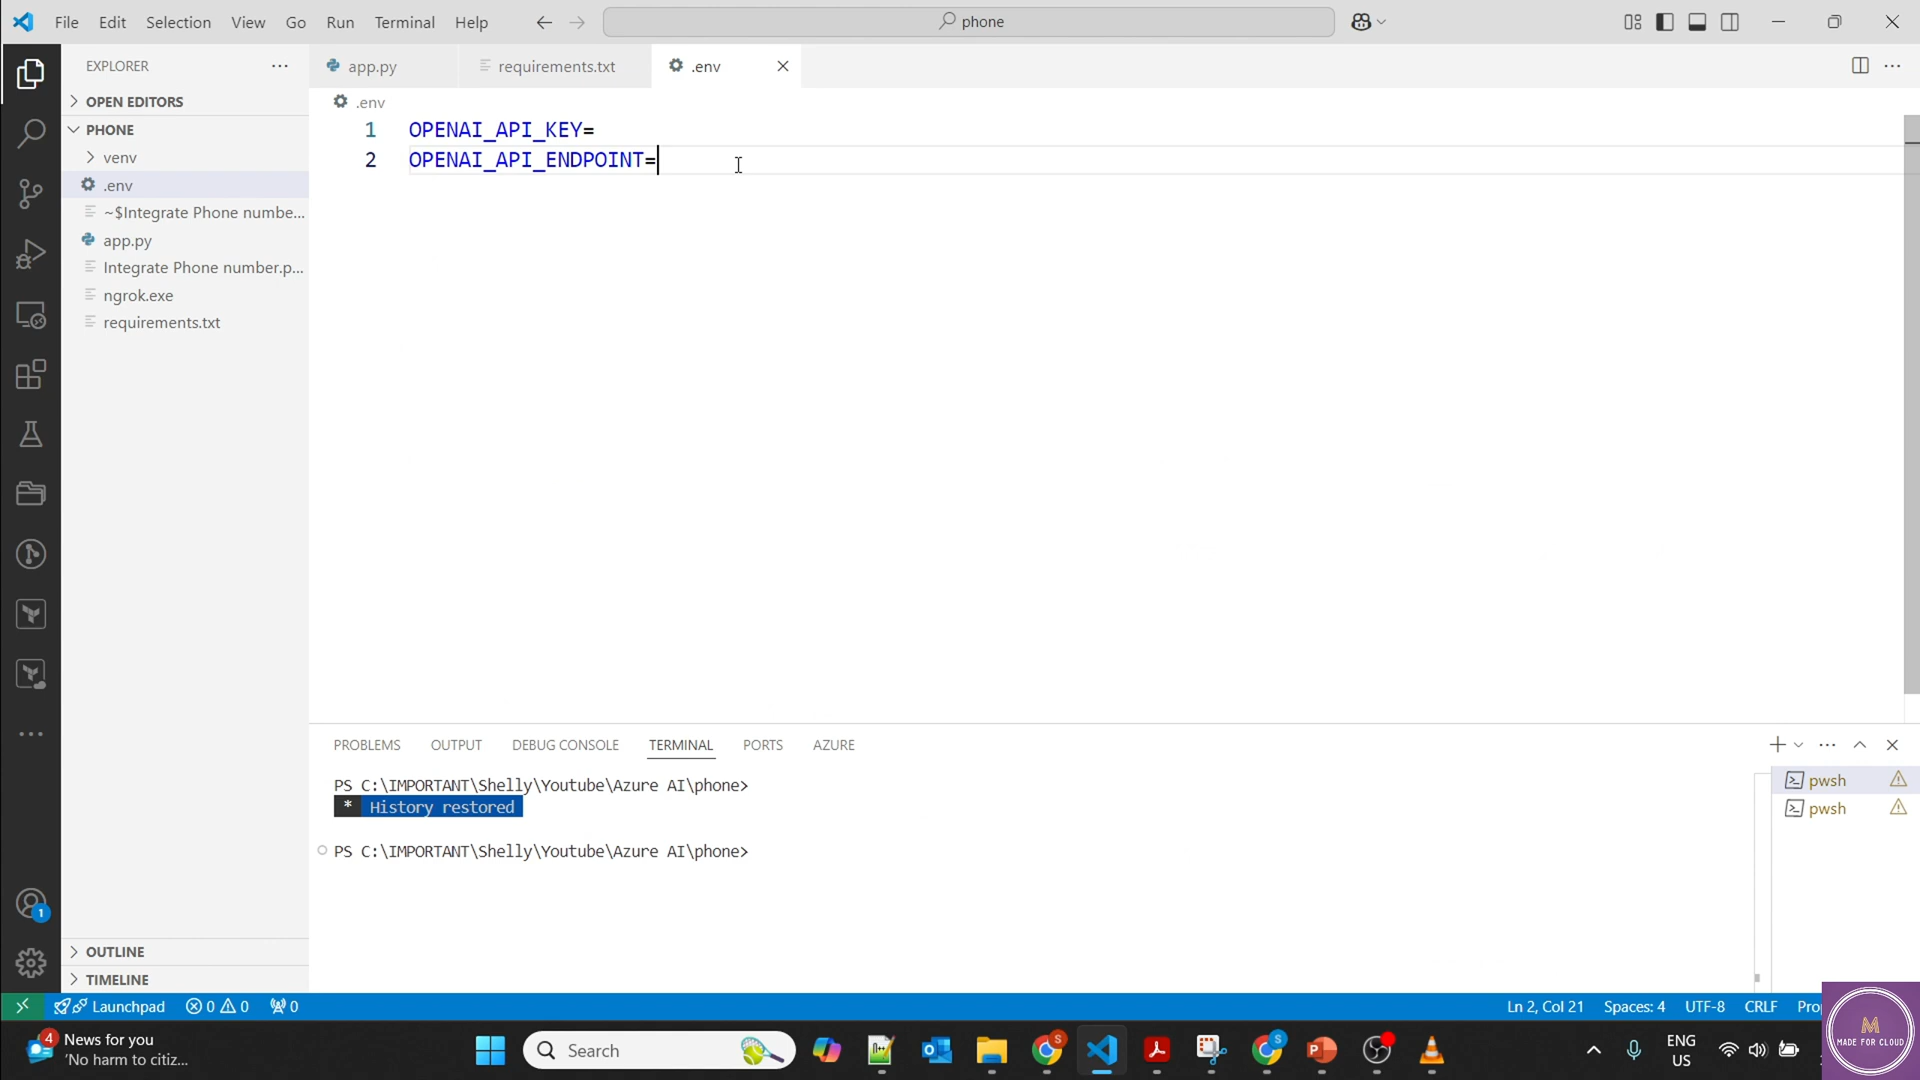 File Edit Selection View Go Run Terminal Help
phone
EXPLORER
app.py
requirements.txt
.env
OPEN EDITORS
PHONE
venv
.env
~$Integrate Phone numbe...
app.py
Integrate Phone number.p...
ngrok.exe
requirements.txt
OUTLINE
TIMELINE
.env
1 OPENAI_API_KEY=
2 OPENAI_API_ENDPOINT=
PROBLEMS OUTPUT DEBUG CONSOLE TERMINAL PORTS AZURE
PS C:\IMPORTANT\Shelly\Youtube\Azure AI\phone>
* History restored
PS C:\IMPORTANT\Shelly\Youtube\Azure AI\phone>
pwsh
pwsh
1
Launchpad 0 0 0
Ln 2, Col 21 Spaces: 4 UTF-8 CRLF
4
News for you
'No harm to citiz...
Search
ENG
US
M
MADE FOR CLOUD